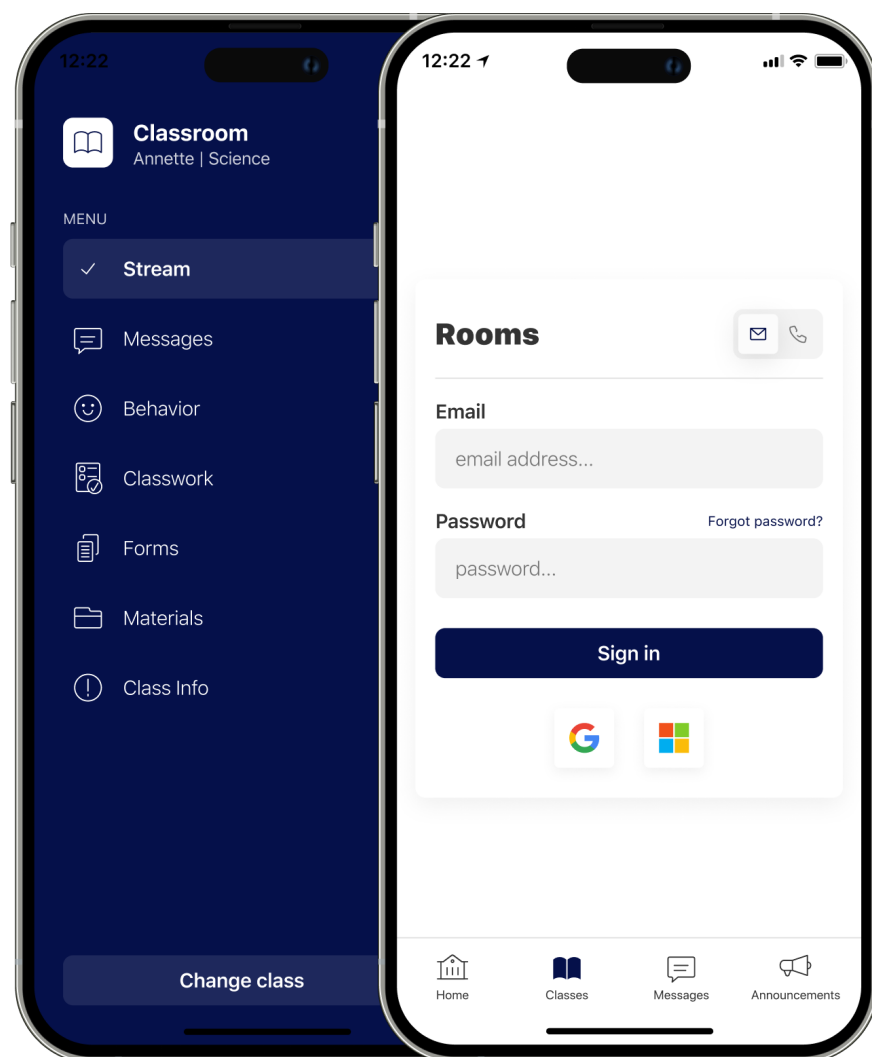 12:22
Classroom
Annette | Science
MENU
Stream
Messages
Behavior
Classwork
Forms
Materials
Class Info
Change class
12:22
Rooms
Email
email address...
Password Forgot password?
password...
Sign in
Home Classes Messages Announcements